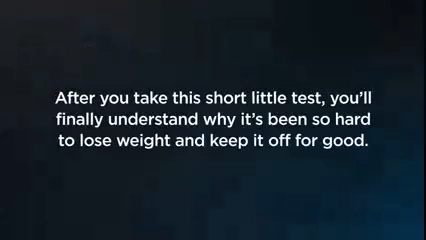 After you take this short little test, you’ll
finally understand why it’s been so hard
to lose weight and keep it off for good.